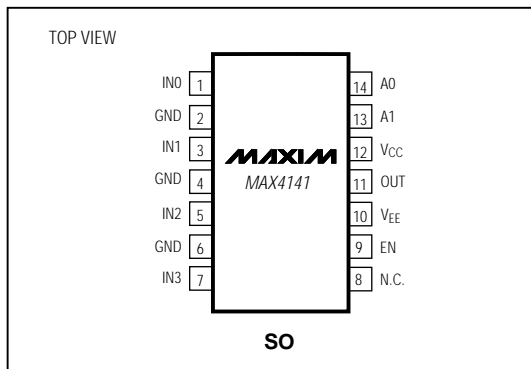 TOP VIEW
IN0 1
GND 2
IN1 3
GND 4
IN2 5
GND 6
IN3 7
MAXIM
MAX4141
14 A0
13 A1
12 VCC
11 OUT
10 VEE
9 EN
8 N.C.
SO